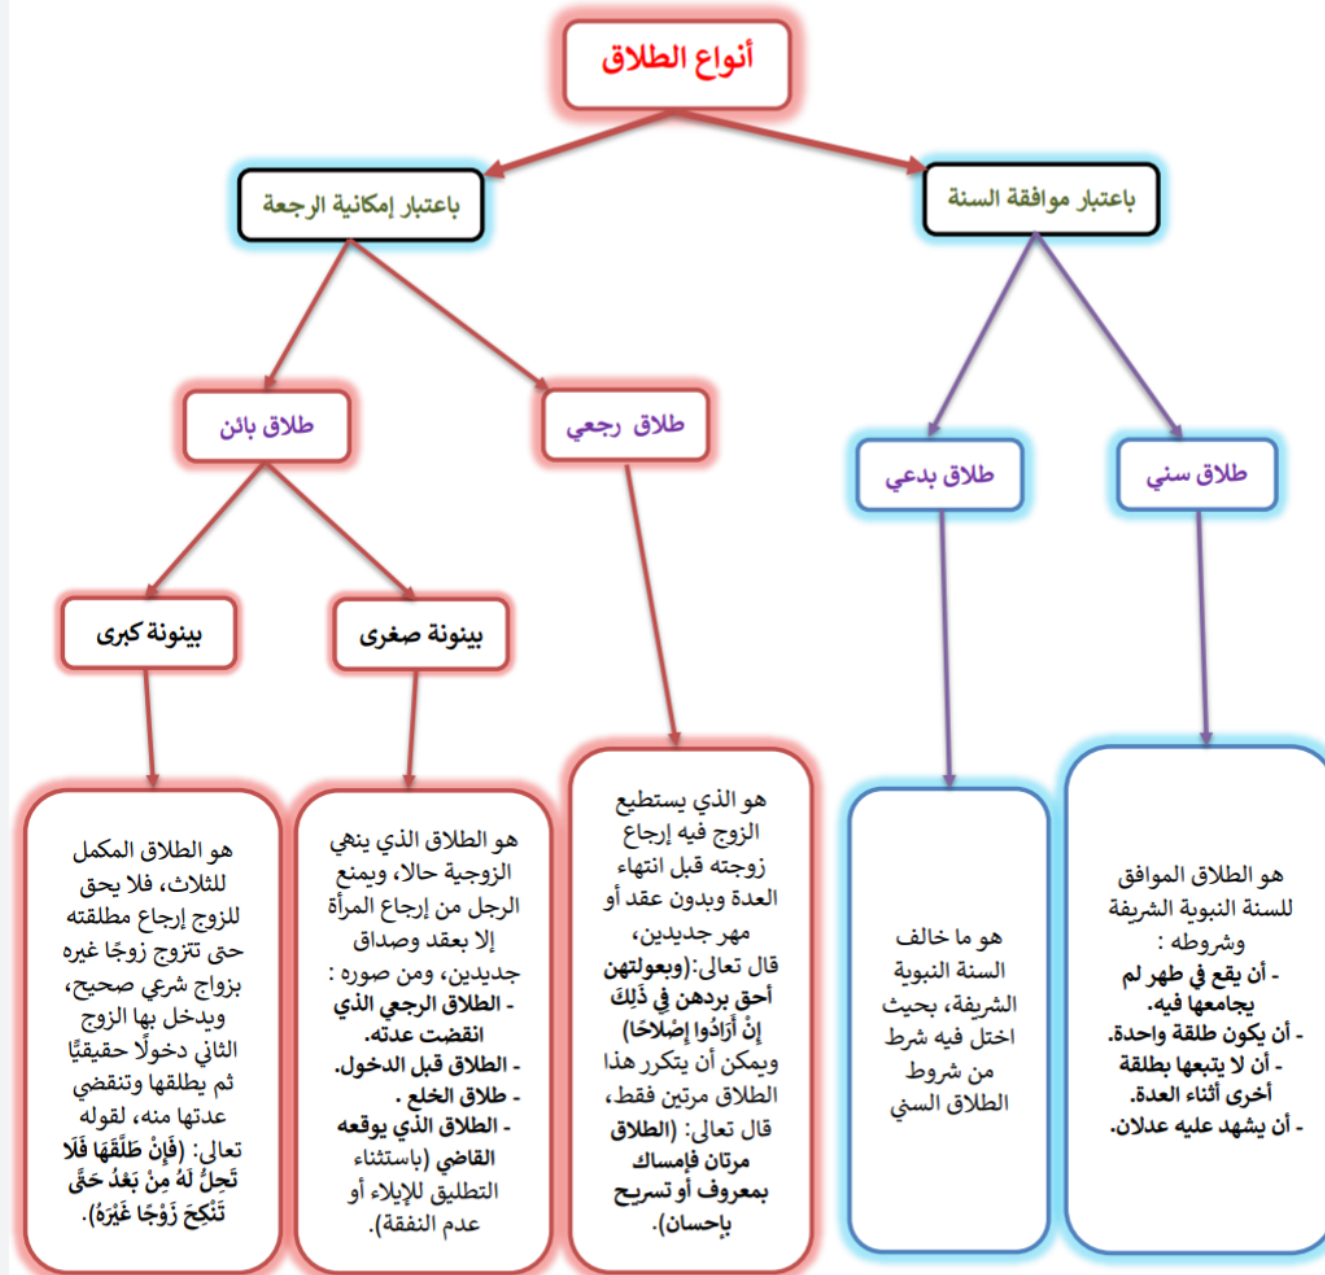 أنواع الطلاق
باعتبار موافقة السنة
باعتبار إمكانية الرجعة
طلاق سني
طلاق بدعي
طلاق رجعي
طلاق بائن
بينونة صغرى
بينونة كبرى
هو الطلاق الموافق
للسنة النبوية الشريفة
وشروطه :
- أن يقع في طهر لم
يجامعها فيه.
- أن يكون طلقة واحدة.
- أن لا يتبعها بطلقة
أخرى أثناء العدة.
- أن يشهد عليه عدلان.
هو ما خالف
السنة النبوية
الشريفة، بحيث
اختل فيه شرط
من شروط
الطلاق السني
هو الذي يستطيع
الزوج فيه إرجاع
زوجته قبل انتهاء
العدة وبدون عقد أو
مهر جديدين،
قال تعالى:(وبعولتهن
أحق بردهن فِي ذَلِكَ
إِنْ أَرَادُوا إِصْلَاحًا)
ويمكن أن يتكرر هذا
الطلاق مرتين فقط،
قال تعالى: (الطلاق
مرتان فإمساك
بمعروف أو تسريح
بإحسان).
هو الطلاق الذي ينهي
الزوجية حالا، ويمنع
الرجل من إرجاع المرأة
إلا بعقد وصداق
جديدين، ومن صوره :
- الطلاق الرجعي الذي
انقضت عدته.
- الطلاق قبل الدخول.
- طلاق الخلع .
- الطلاق الذي يوقعه
القاضي (باستثناء
التطليق للإيلاء أو
عدم النفقة).
هو الطلاق المكمل
للثلاث، فلا يحق
للزوج إرجاع مطلقته
حتى تتزوج زوجًا غيره
بزواج شرعي صحيح،
ويدخل بها الزوج
الثاني دخولًا حقيقيًّا
ثم يطلقها وتنقضي
عدتها منه، لقوله
تعالى: (فَإِنْ طَلَّقَهَا فَلَا
تَحِلُّ لَهُ مِنْ بَعْدُ حَتَّى
تَنْكِحَ زَوْجًا غَيْرَهُ).